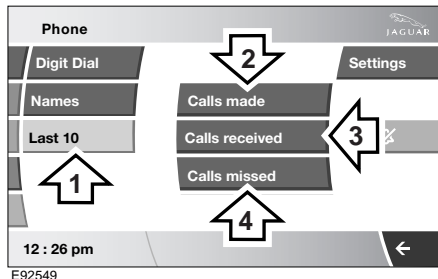 Phone
JAGUAR
Digit Dial
2
Settings
Names
Calls made
Last 10
Calls received
3
1
Calls missed
4
12 : 26 pm
E92549